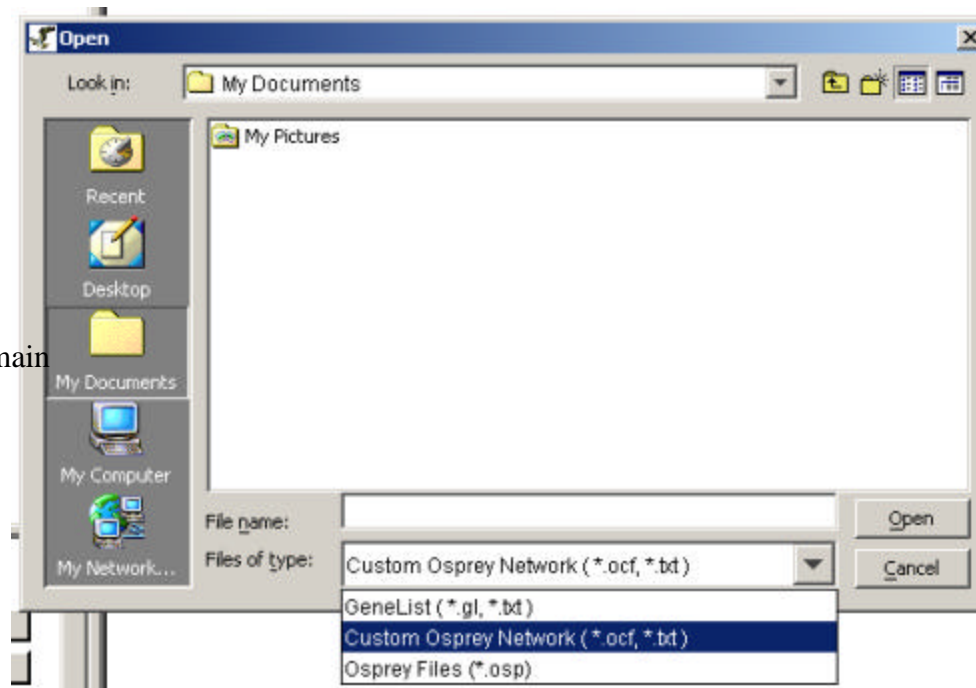 Open
Look in:
My Documents
My Pictures
Recent
Desktop
main
My Documents
My Computer
My Network...
File name:
Open
Files of type:
Custom Osprey Network (*.ocf, *.txt)
Cancel
GeneList (*.gl, *.txt)
Custom Osprey Network (*.ocf, *.txt)
Osprey Files (*.osp)